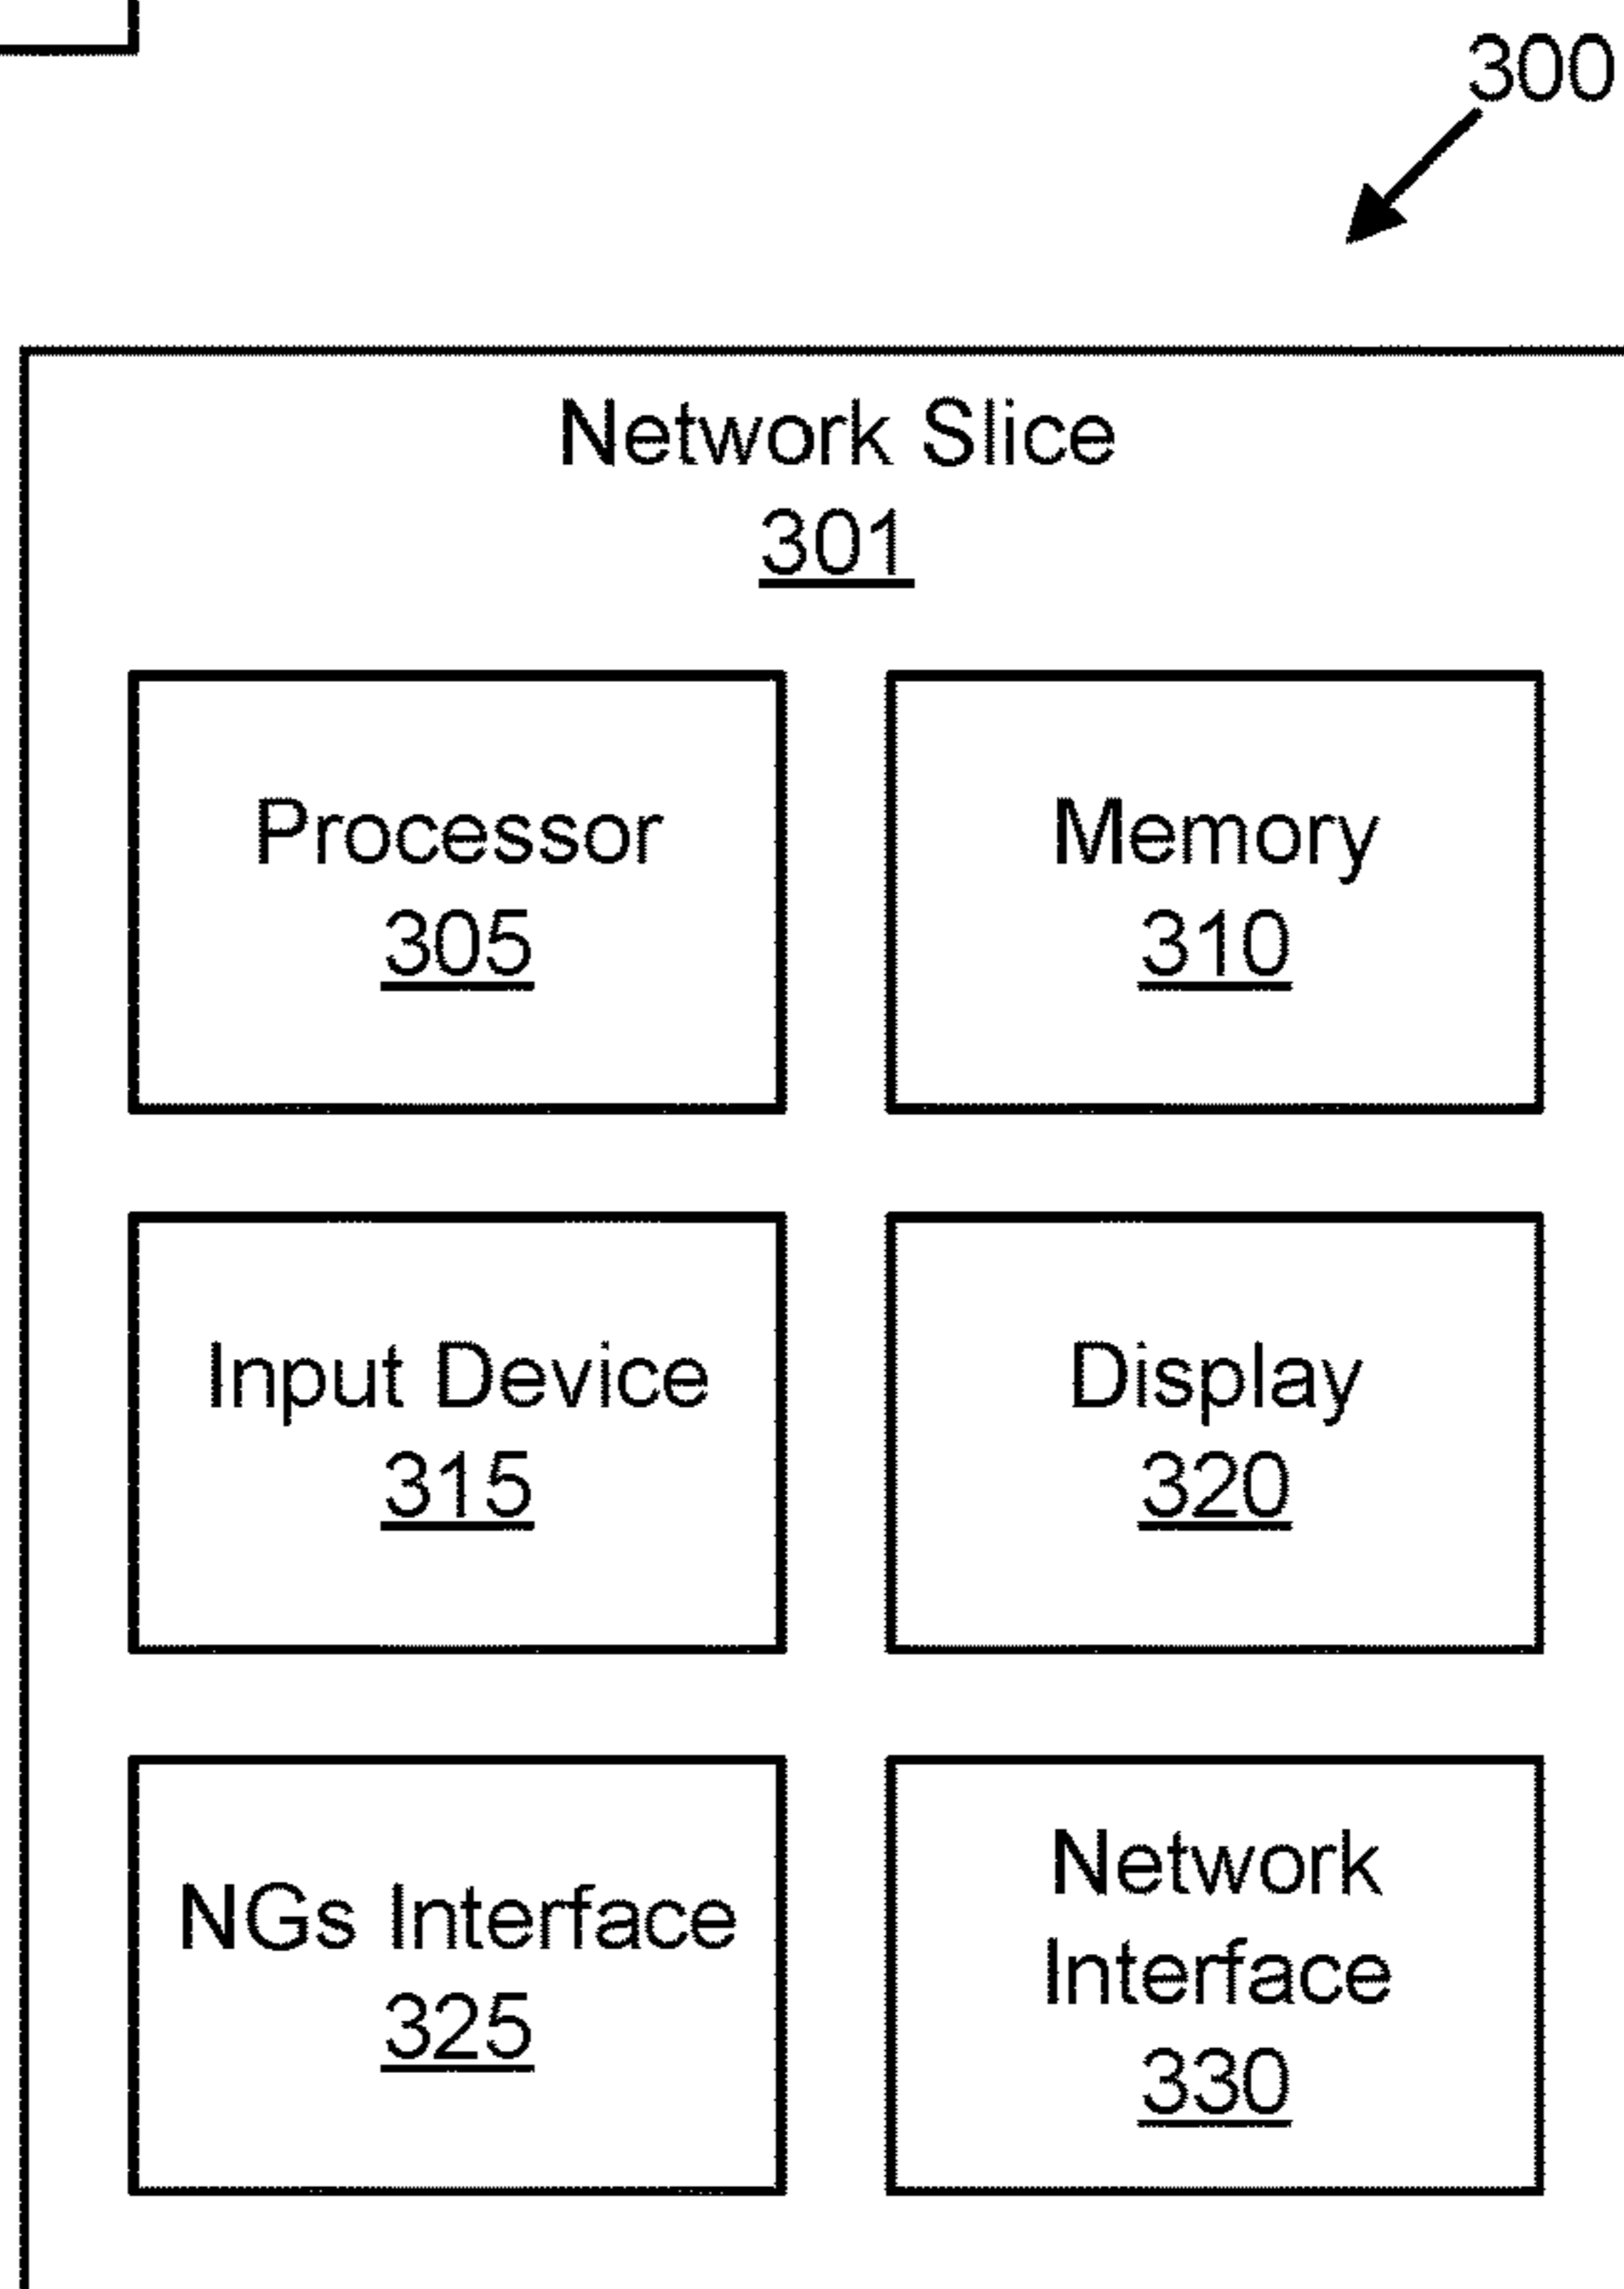 300
Network Slice
301
Processor
305
Memory
310
Input Device
315
Display
320
NGs Interface
325
Network
Interface
330